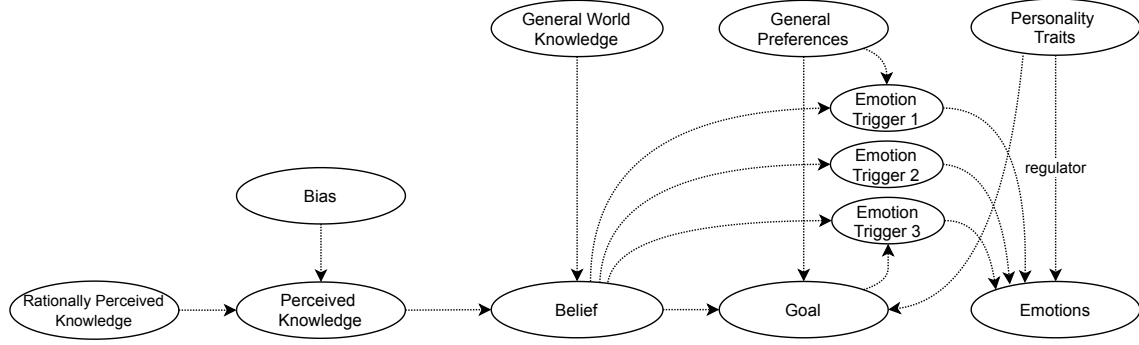 General World
Knowledge
General
Preferences
Personality
Traits
Emotion
Trigger 1
Emotion
Trigger 2
regulator
Bias
Emotion
Trigger 3
Rationally Perceived
Knowledge
Perceived
Knowledge
Belief
Goal
Emotions